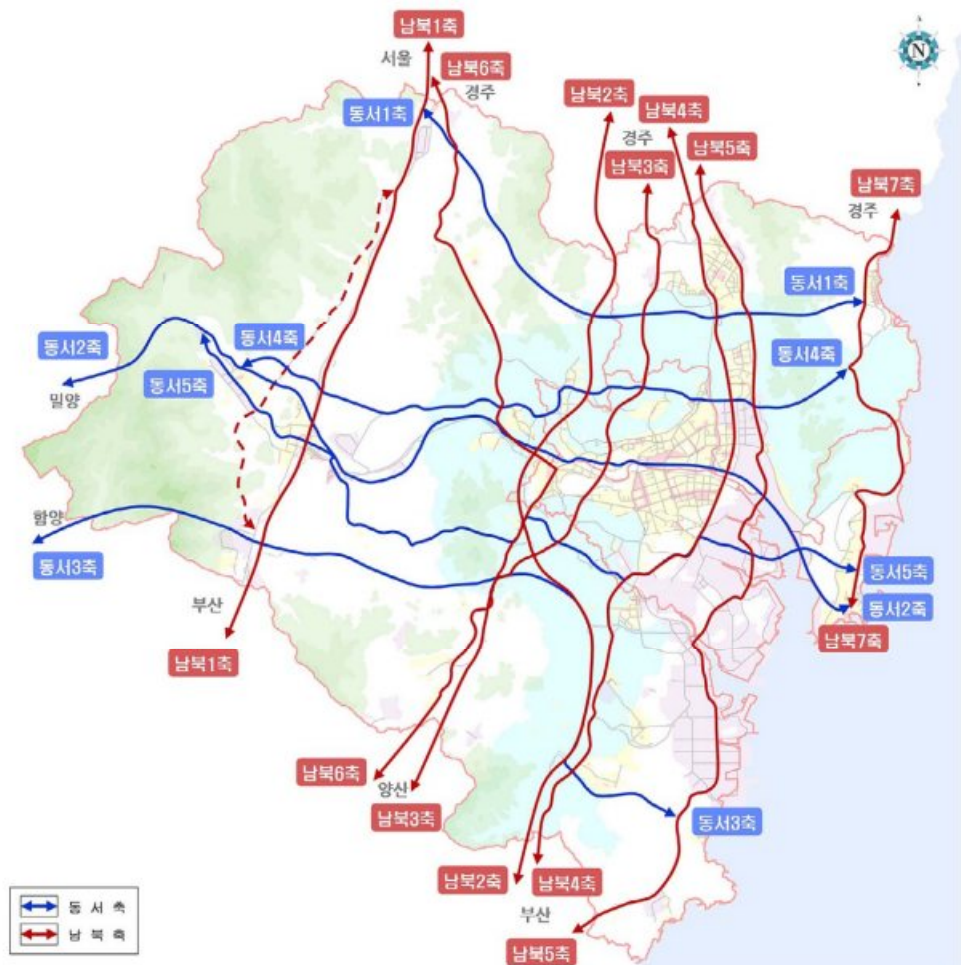 남북1축
서울
남북6축
경주
N
동서1축
남북2축
남북4축
경주
남북3축
남북5축
남북7축
경주
동서1축
동서2축
동서4축
동서4축
밀양
동서5축
함양
동서3축
부산
남북1축
동서5축
동서2축
남북7축
남북6축
양산
남북3축
동서3축
남북2축
남북4축
부산
남북5축
동 서 축
남 북 축